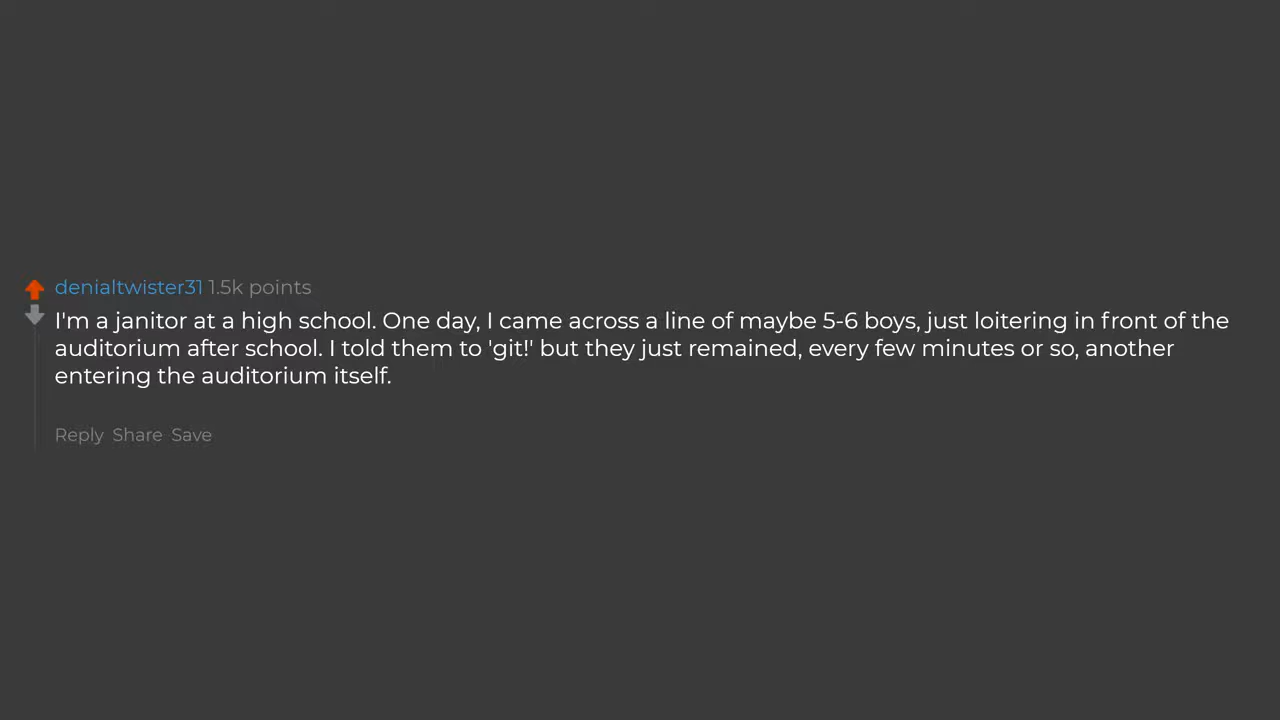 denialtwister31 1.5k points
I'm a janitor at a high school. One day, I came across a line of maybe 5-6 boys, just loitering in front of the
auditorium after school. I told them to 'git!' but they just remained, every few minutes or so, another
entering the auditorium itself.
Reply Share Save